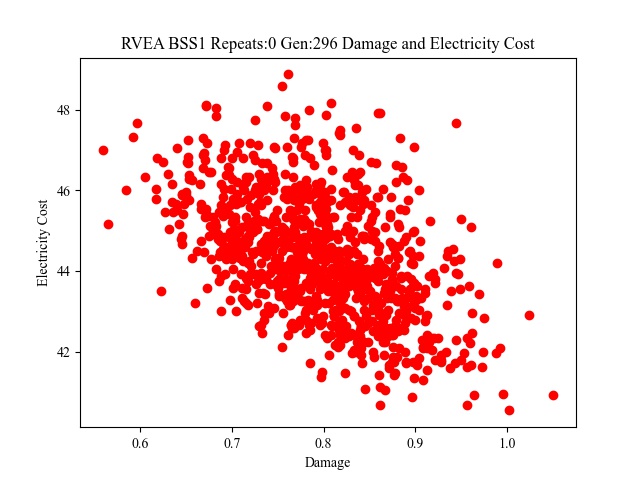 RVEA BSS1 Repeats:0 Gen:296 Damage and Electricity Cost
48
46
44
42
Electricity Cost
0.6 0.7 0.8 0.9 1.0
Damage